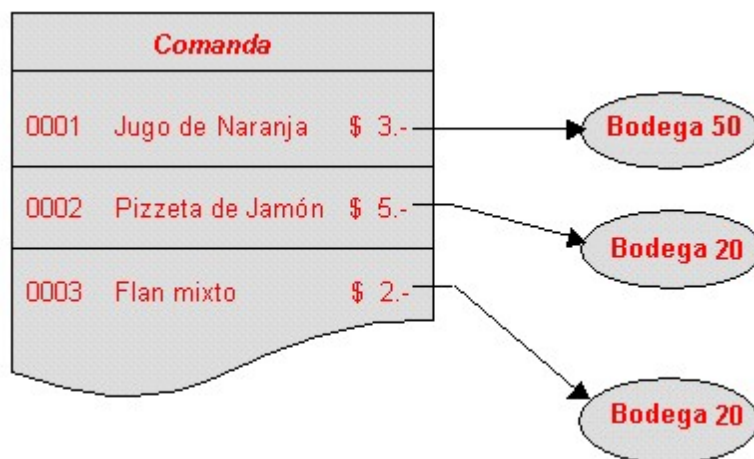 Comanda
0001 Jugo de Naranja $ 3.- Bodega 50
0002 Pizzeta de Jamón $ 5.- Bodega 20
0003 Flan mixto $ 2.- Bodega 20